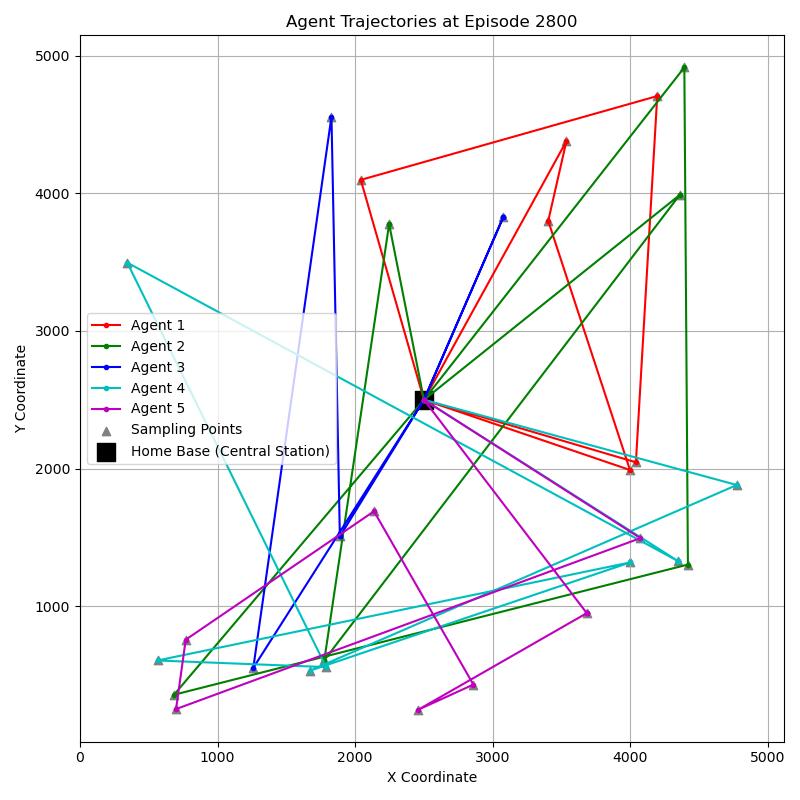 Agent Trajectories at Episode 2800
5000
4000
3000
2000
1000
Y Coordinate
Agent 1
Agent 2
Agent 3
Agent 4
Agent 5
Sampling Points
Home Base (Central Station)
0 1000 2000 3000 4000 5000
X Coordinate